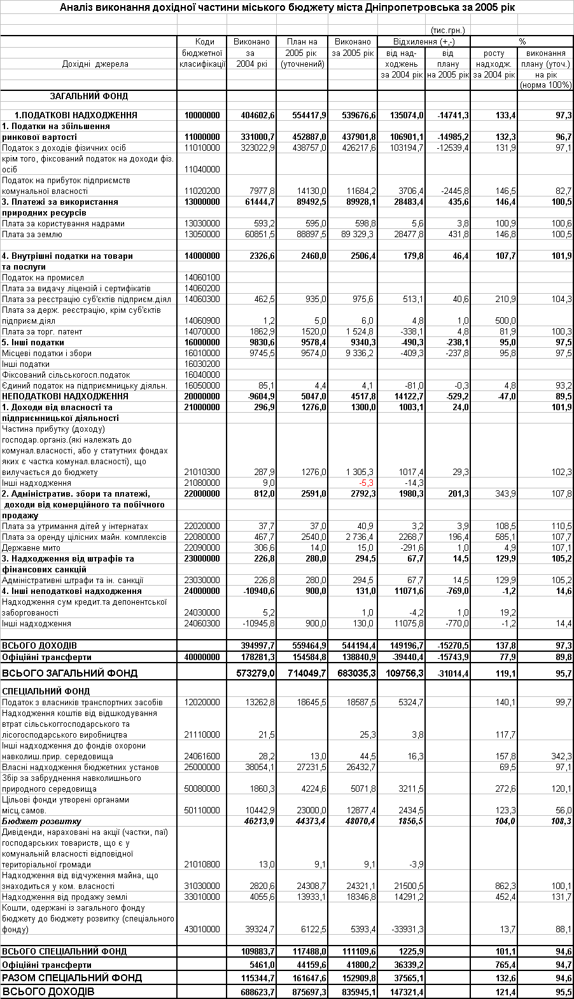 Аналіз виконання дохідної частини міського бюджету міста Дніпропетровська за 2005 рік
(тис.грн.)
Коди Виконано План на Виконано Відхилення (+,-) %
бюджетної за 2005 рік за 2005 рік від над- від росту виконання
Дохідні джерела класифікації 2004 ркі (уточнений) ходжень плану надходж. плану (уточ.)
за 2004 рік на 2005 рік за 2004 рік на рік
(норма 100%)
ЗАГАЛЬНИЙ ФОНД
1.ПОДАТКОВІ НАДХОДЖЕННЯ 10000000 404602,6 554417,9 539676,6 135074,0 -14741,3 133,4 97,3
1. Податки на збільшення
ринкової вартості 11000000 331000,7 452887,0 437901,8 106901,1 -14985,2 132,3 96,7
Податок з доходів фізичних осіб 11010000 323022,9 438757,0 426217,6 103194,7 -12539,4 131,9 97,1
крім того, фіксований податок на доходи фіз.
осіб 11040000
Податок на прибуток підприємств
комунальної власності 11020200 7977,8 14130,0 11684,2 3706,4 -2445,8 146,5 82,7
3. Платежі за використання 13000000 61444,7 89492,5 89928,1 28483,4 435,6 146,4 100,5
природних ресурсів
Плата за користування надрами 13030000 593,2 595,0 598,8 5,6 3,8 100,9 100,6
Плата за землю 13050000 60851,5 88897,5 89 329,3 28477,8 431,8 146,8 100,5
4. Внутрішні податки на товари 14000000 2326,6 2460,0 2506,4 179,8 46,4 107,7 101,9
та послуги
Податок на промисел 14060100
Плата за видачу ліцензій і сертифікатів 14060200
Плата за реєстрацію суб'єктів підприєм.діял 14060300 462,5 935,0 975,6 513,1 40,6 210,9 104,3
Плата за держ. реєстрацію, крім суб'єктів
підприєм.діял 14060900 1,2 5,0 6,0 4,8 1,0 500,0
Плата за торг. патент 14070000 1862,9 1520,0 1 524,8 -338,1 4,8 81,9 100,3
5. Інші податки 16000000 9830,6 9578,4 9340,3 -490,3 -238,1 95,0 97,5
Місцеві податки і збори 16010000 9745,5 9574,0 9 336,2 -409,3 -237,8 95,8 97,5
Інші податки 16030200
Фіксований сільськогосп.податок 16040000
Єдиний податок на підприємницьку діяльн. 16050000 85,1 4,4 4,1 -81,0 -0,3 4,8 93,2
НЕПОДАТКОВІ НАДХОДЖЕННЯ 20000000 -9604,9 5047,0 4517,8 14122,7 -529,2 -47,0 89,5
1. Доходи від власності та 21000000 296,9 1276,0 1300,0 1003,1 24,0 101,9
підприємницької діяльності
Частина прибутку (доходу)
господар.організ.(які належать до
комунал.власності, або у статутних фондах
яких є частка комунал.власності), що
вилучається до бюджету 21010300 287,9 1276,0 1 305,3 1017,4 29,3 102,3
Інші надходження 21080000 9,0 -5,3 -14,3
2. Адміністратив. збори та платежі, 22000000 812,0 2591,0 2792,3 1980,3 201,3 343,9 107,8
доходи від комерційного та побічного
продажу
Плата за утримання дітей у інтернатах 22020000 37,7 37,0 40,9 3,2 3,9 108,5 110,5
Плата за оренду цілісних майн. комплексів 22080000 467,7 2540,0 2 736,4 2268,7 196,4 585,1 107,7
Державне мито 22090000 306,6 14,0 15,0 -291,6 1,0 4,9 107,1
3. Надходження від штрафів та 23000000 226,8 280,0 294,5 67,7 14,5 129,9 105,2
фінансових санкцій
Адміністративні штрафи та ін. санкції 23030000 226,8 280,0 294,5 67,7 14,5 129,9 105,2
4. Інші неподаткові надходження 24000000 -10940,6 900,0 131,0 11071,6 -769,0 -1,2 14,6
Надходження сум кредит.та депонентської
заборгованості 24030000 5,2 1,0 -4,2 1,0 19,2
Інші надходження 24060300 -10945,8 900,0 130,0 11075,8 -770,0 -1,2 14,4
ВСЬОГО ДОХОДІВ 394997,7 559464,9 544194,4 149196,7 -15270,5 137,8 97,3
Офіційні трансферти 40000000 178281,3 154584,8 138840,9 -39440,4 -15743,9 77,9 89,8
ВСЬОГО ЗАГАЛЬНИЙ ФОНД 573279,0 714049,7 683035,3 109756,3 -31014,4 119,1 95,7
СПЕЦІАЛЬНИЙ ФОНД
Податок з власників транспортних засобів 12020000 13262,8 18645,5 18587,5 5324,7 140,1 99,7
Надходження коштів від відшкодування
втрат сільськоггосподарського та
лісогосподарського виробництва 21110000 21,5 25,3 3,8 117,7
Інші надходження до фондів охорони
навколиш.прир. середовища 24061600 28,2 13,0 44,5 16,3 157,8 342,3
Власні надходження бюджетних установ 25000000 38054,1 27231,5 26432,7 69,5 97,1
Збір за забруднення навколишнього
природного середовища 50080000 1860,3 4224,6 5071,8 3211,5 272,6 120,1
Цільові фонди утворені органами
місц.самов. 50110000 10442,9 23000,0 12877,4 2434,5 123,3 56,0
Бюджет розвитку 46213,9 44373,4 48070,4 1856,5 104,0 108,3
Дивіденди, нараховані на акції (частки, паї)
господарських товариств, що є у
комунальній власності відповідної
територіальної громади 21010800 13,0 9,1 9,1 -3,9
Надходження від відчуження майна, що
знаходиться у ком. власності 31030000 2820,6 24308,7 24321,1 21500,5 862,3 100,1
Надходження від продажу землі 33010000 4055,6 13933,1 18346,8 14291,2 452,4 131,7
Кошти, одержані із загального фонду
бюджету до бюджету розвитку (спеціального
фонду) 43010000 39324,7 6122,5 5393,4 -33931,3 13,7 88,1
ВСЬОГО СПЕЦІАЛЬНИЙ ФОНД 109883,7 117488,0 111109,6 1225,9 101,1 94,6
Офіційні трансферти 5461,0 44159,6 41800,2 36339,2 765,4 94,7
РАЗОМ СПЕЦІАЛЬНИЙ ФОНД 115344,7 161647,6 152909,8 37565,1 132,6 94,6
ВСЬОГО ДОХОДІВ 688623,7 875697,3 835945,1 147321,4 121,4 95,5